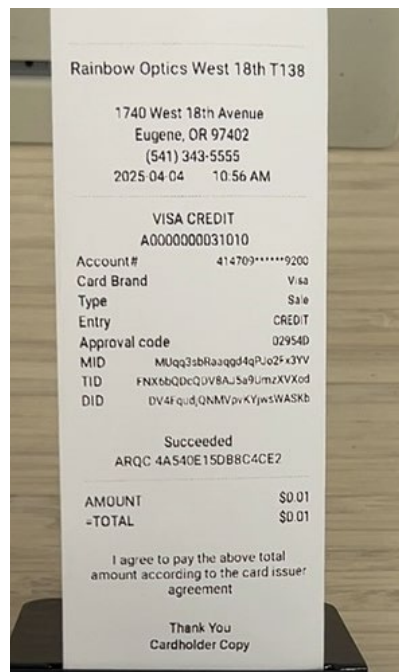 Rainbow Optics West 18th T138
1740 West 18th Avenue
Eugene, OR 97402
(541) 343-5555
2025-04-04 10:56 AM
VISA CREDIT
A0000000031010
Account# 414709******9200
Card Brand Visa
Type Sale
Entry CREDIT
Approval code 02954D
MID
TID
DID
Succeeded
ARQC 4A540E15DB8C4CE2
AMOUNT $0.01
=TOTAL $0.01
I agree to pay the above total
amount according to the card issuer
agreement
Thank You
Cardholder Copy